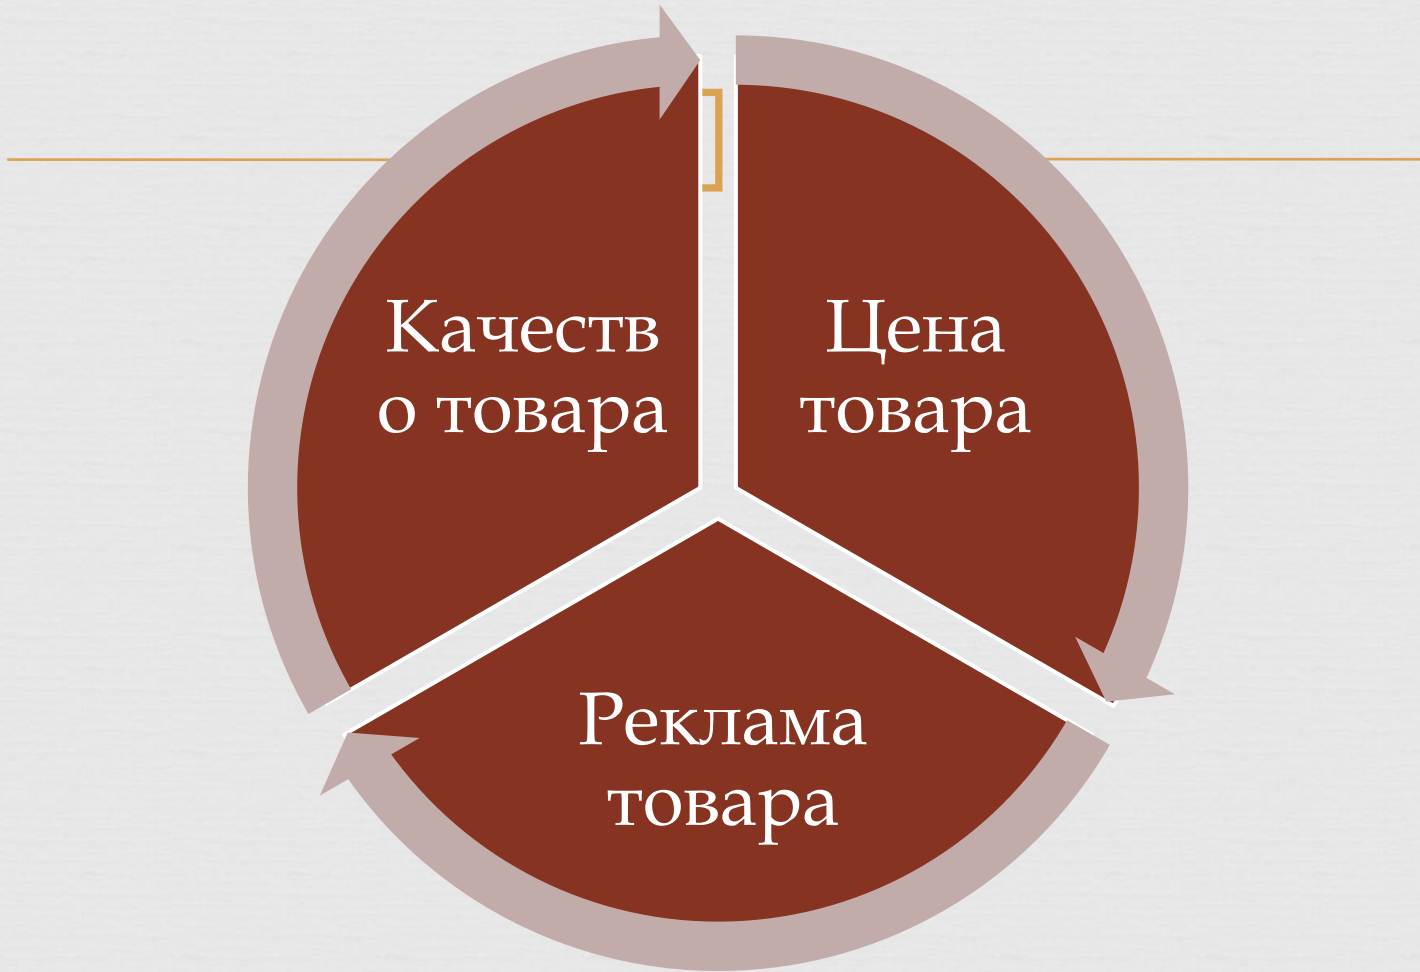 Качеств
о товара
Цена
товара
Реклама
товара